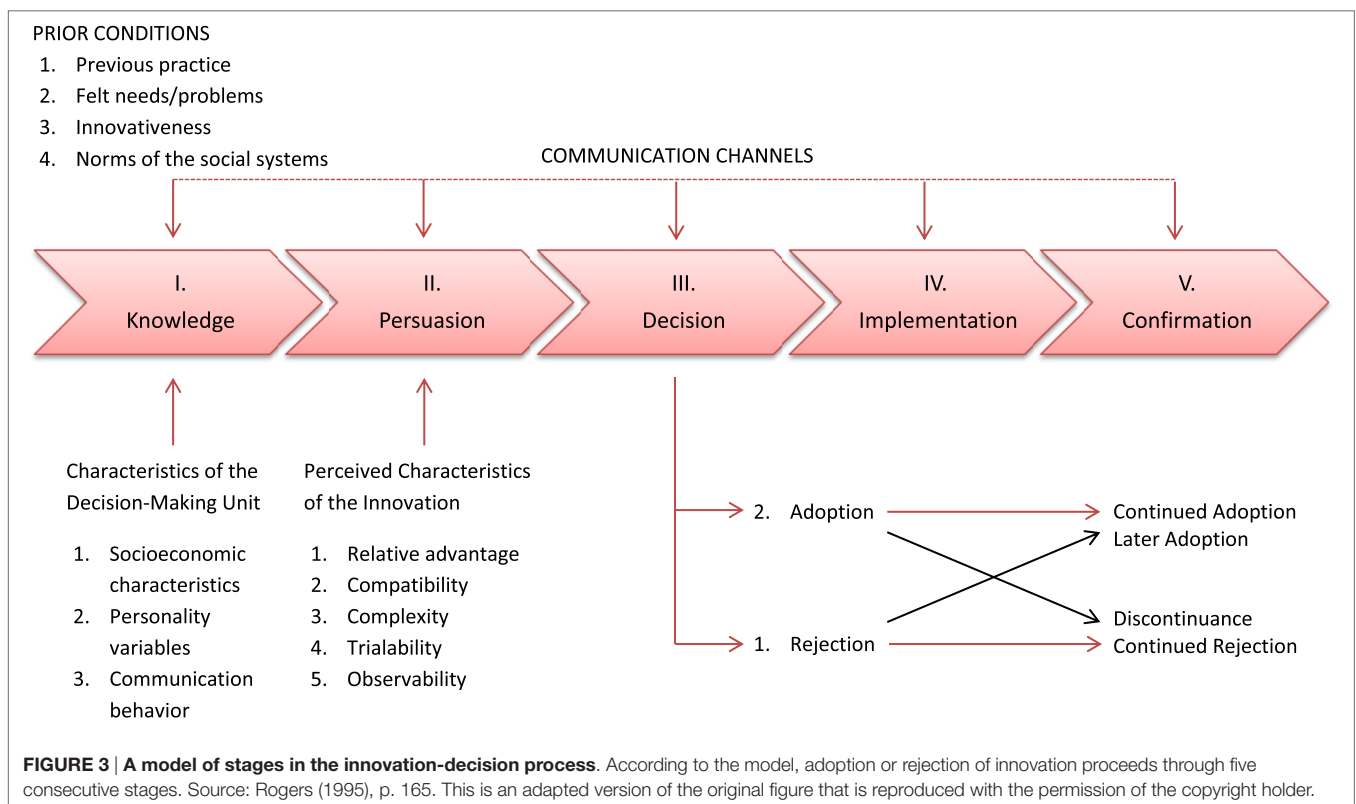 PRIOR CONDITIONS
1. Previous practice
2. Felt needs/problems
3. Innovativeness
4. Norms of the social systems
COMMUNICATION CHANNELS
I.
Knowledge
II.
Persuasion
III.
Decision
IV.
Implementation
V.
Confirmation
Characteristics of the
Decision-Making Unit
1. Socioeconomic
characteristics
2. Personality
variables
3. Communication
behavior
Perceived Characteristics
of the Innovation
1. Relative advantage
2. Compatibility
3. Complexity
4. Trialability
5. Observability
2. Adoption
1. Rejection
Continued Adoption
Later Adoption
Discontinuance
Continued Rejection
FIGURE 3 | A model of stages in the innovation-decision process. According to the model, adoption or rejection of innovation proceeds through five
consecutive stages. Source: Rogers (1995), p. 165. This is an adapted version of the original figure that is reproduced with the permission of the copyright holder.